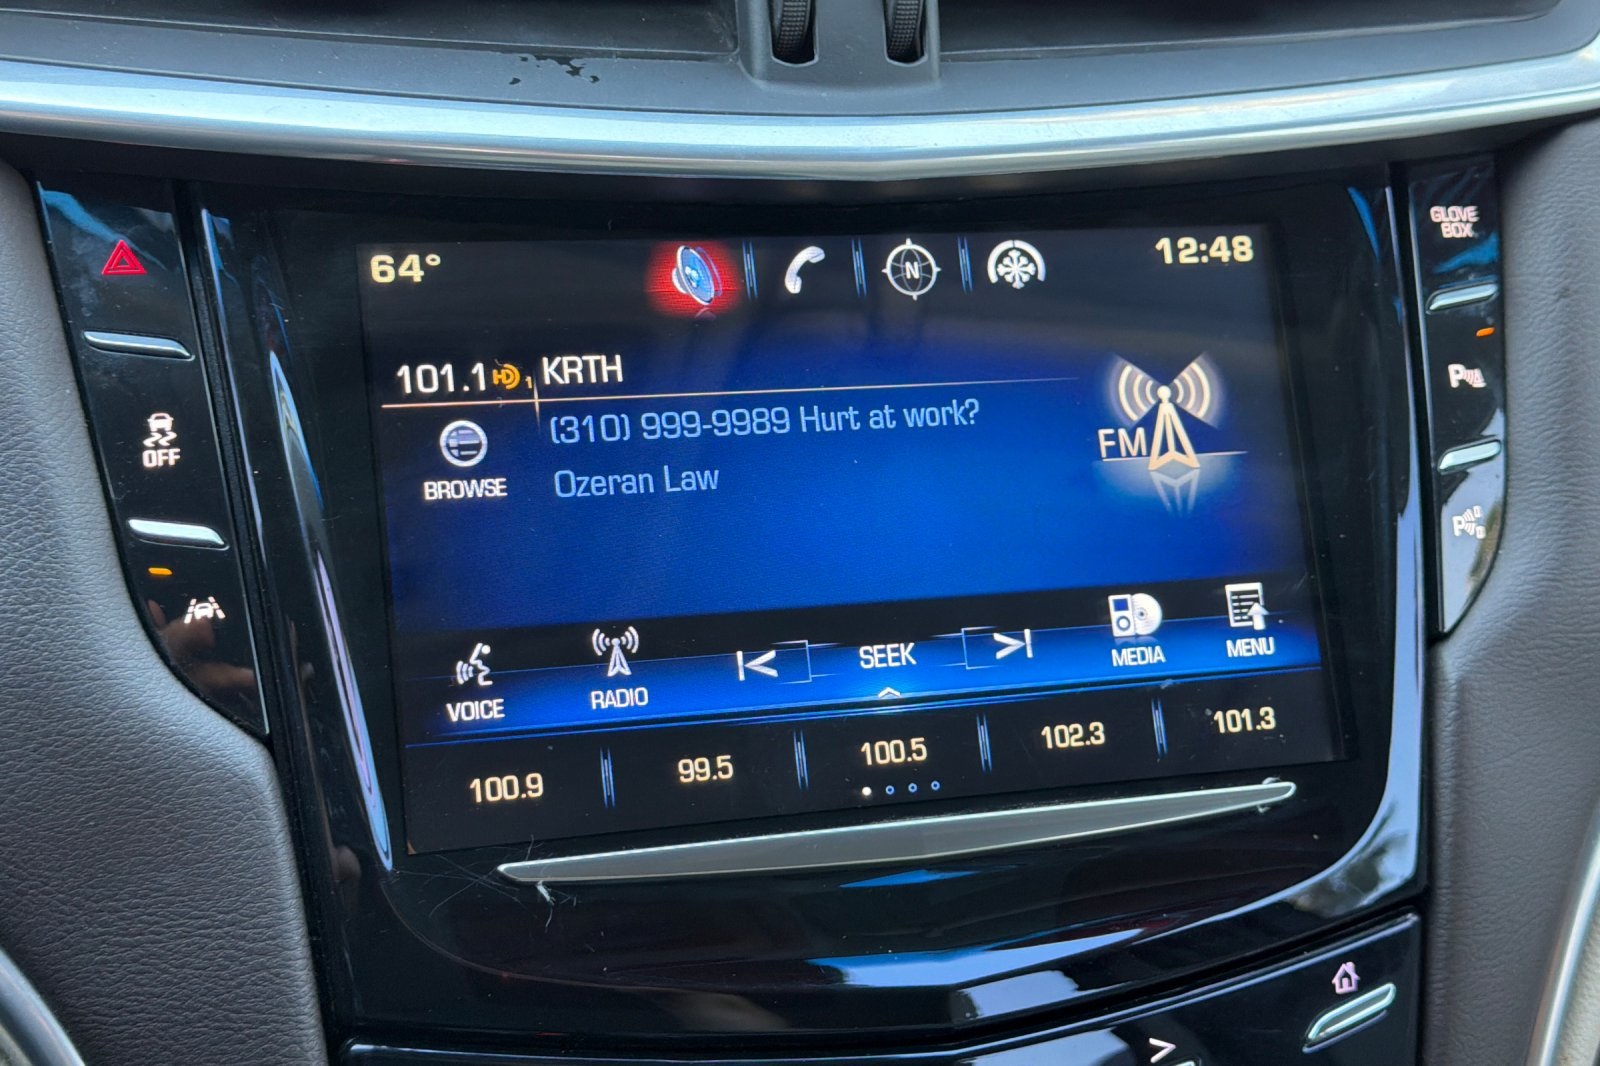 64°
N
12:48
GLOVE
BOX
101.1 HD 1 KRTH
(310) 999-9989 Hurt at work?
Ozeran Law
BROWSE
FM
OFF
P
P
VOICE
RADIO
SEEK
MEDIA
MENU
100.9
99.5
100.5
102.3
101.3